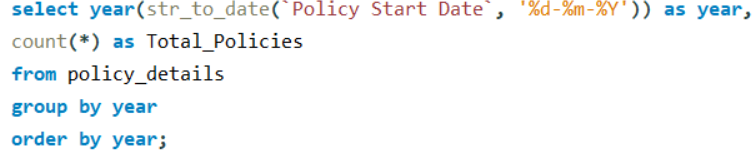 select year(str_to_date(`Policy Start Date`, '%d-%m-%Y')) as year,
count(*) as Total_Policies
from policy_details
group by year
order by year;